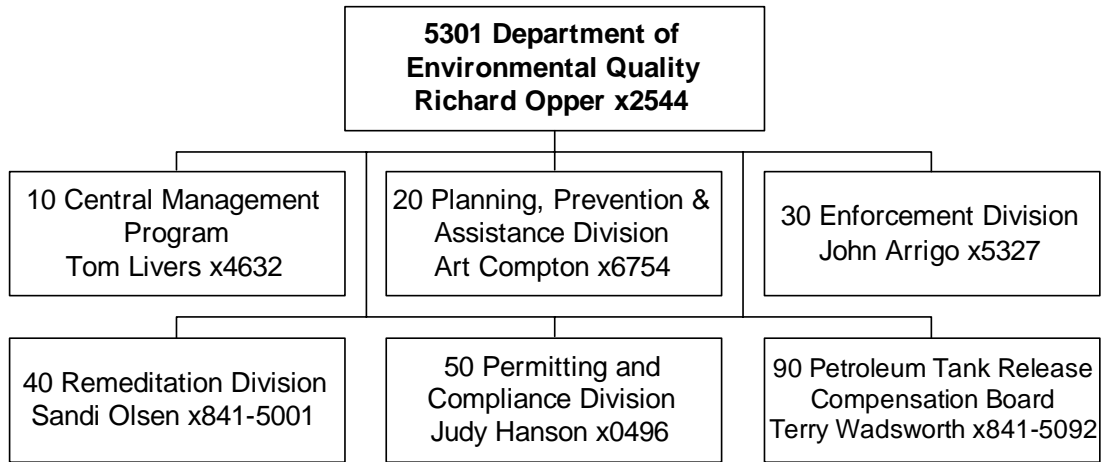 5301 Department of
Environmental Quality
Richard Opper x2544
10 Central Management
Program
Tom Livers x4632
20 Planning, Prevention &
Assistance Division
Art Compton x6754
30 Enforcement Division
John Arrigo x5327
40 Remeditation Division
Sandi Olsen x841-5001
50 Permitting and
Compliance Division
Judy Hanson x0496
90 Petroleum Tank Release
Compensation Board
Terry Wadsworth x841-5092